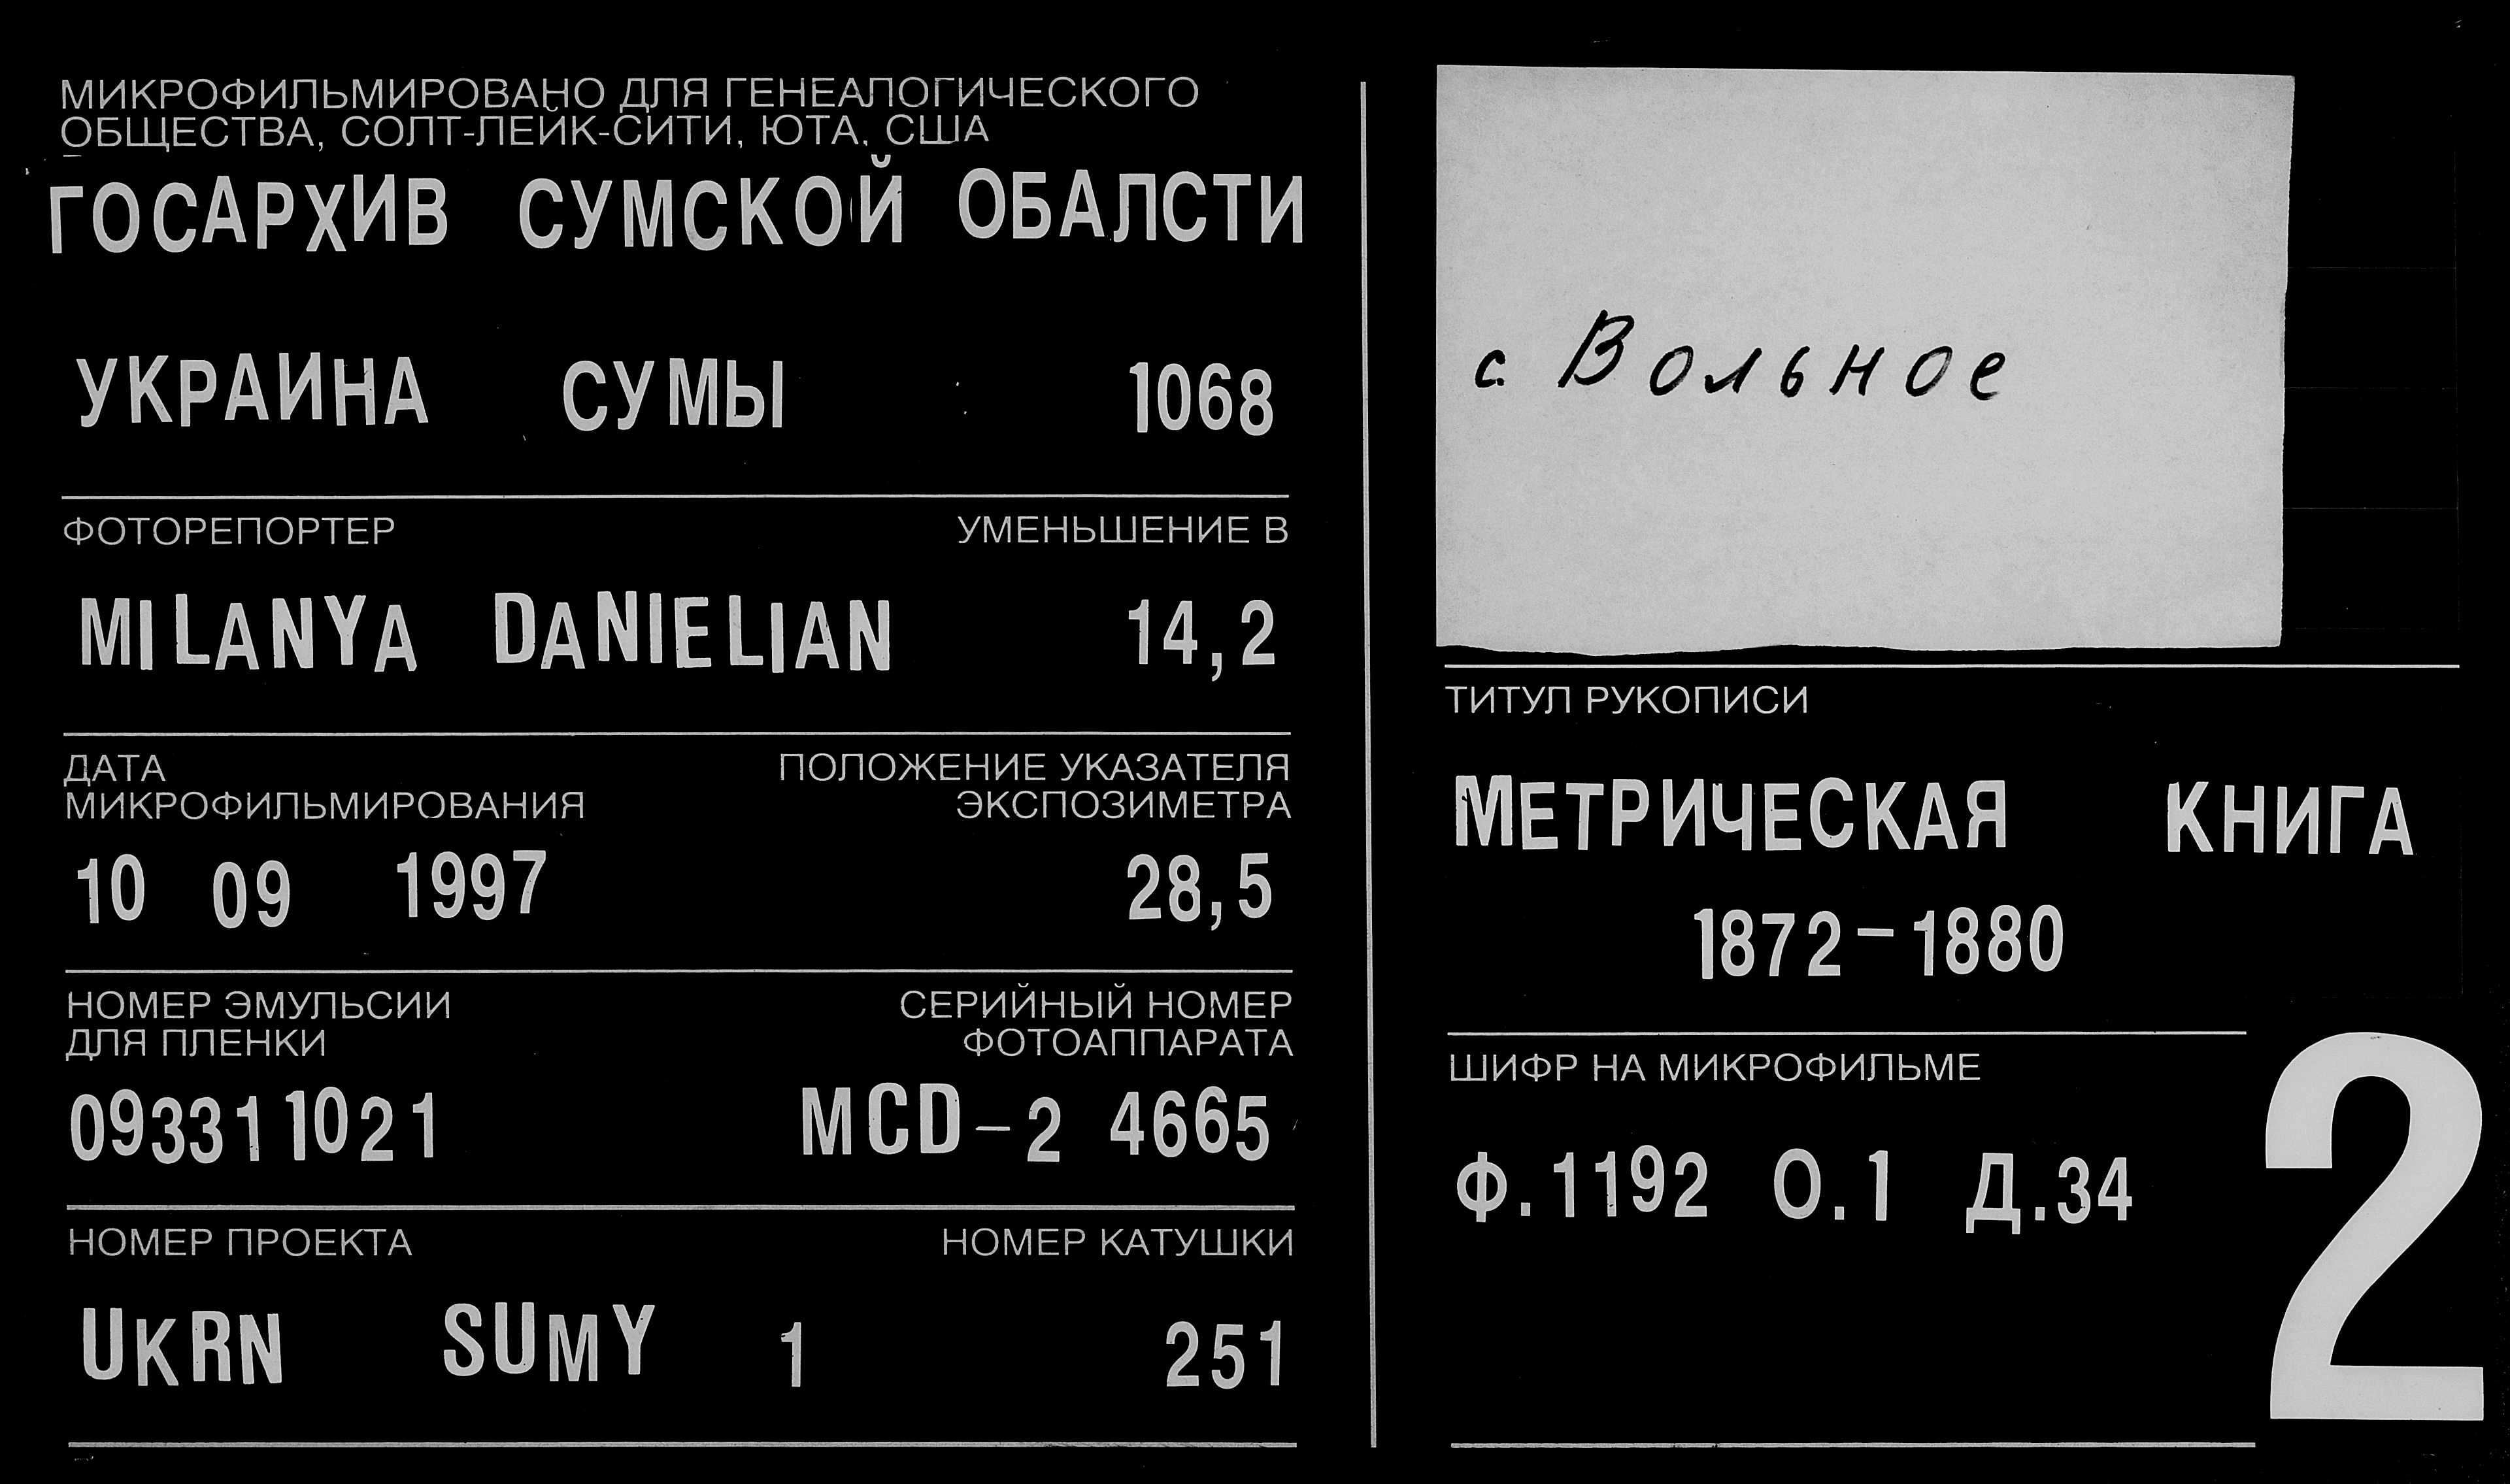 МИКРОФИЛЬМИРОВАНО ДЛЯ ГЕНЕАЛОГИЧЕСКОГО
ОБЩЕСТВА, СОЛТ-ЛЕЙК-СИТИ, ЮТА, США
ГОСАРХИВ СУМСКОЙ ОБАЛСТИ
УКРАИНА СУМЫ 1068
ФОТОРЕПОРТЕР УМЕНЬШЕНИЕ В
MILANYA DANIELIAN 14,2
ДАТА ПОЛОЖЕНИЕ УКАЗАТЕЛЯ
МИКРОФИЛЬМИРОВАНИЯ ЭКСПОЗИМЕТРА
10 09 1997 28,5
НОМЕР ЭМУЛЬСИИ СЕРИЙНЫЙ НОМЕР
ДЛЯ ПЛЕНКИ ФОТОАППАРАТА
093311021 MCD-2 4665
НОМЕР ПРОЕКТА НОМЕР КАТУШКИ
UKRN SUMY 1 251
с. Вольное
ТИТУЛ РУКОПИСИ
МЕТРИЧЕСКАЯ КНИГА
1872-1880
ШИФР НА МИКРОФИЛЬМЕ
Ф.1192 О.1 Д.34
2